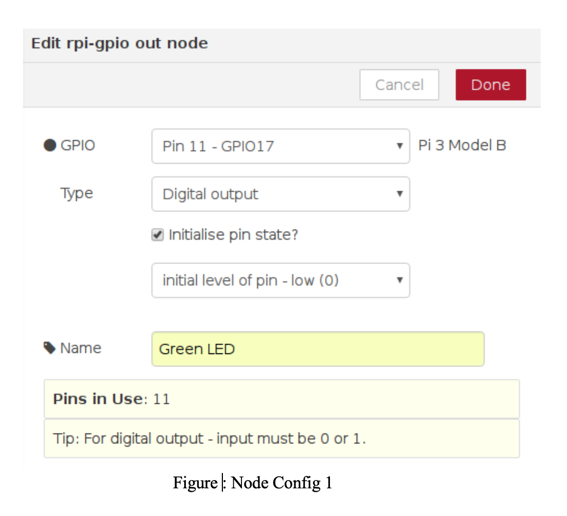 Edit rpi-gpio out node
Cancel Done
GPIO Pin 11 - GPIO17 Pi 3 Model B
Type Digital output
Initialise pin state?
initial level of pin - low (0)
Name Green LED
Pins in Use: 11
Tip: For digital output - input must be 0 or 1.
Figure : Node Config 1